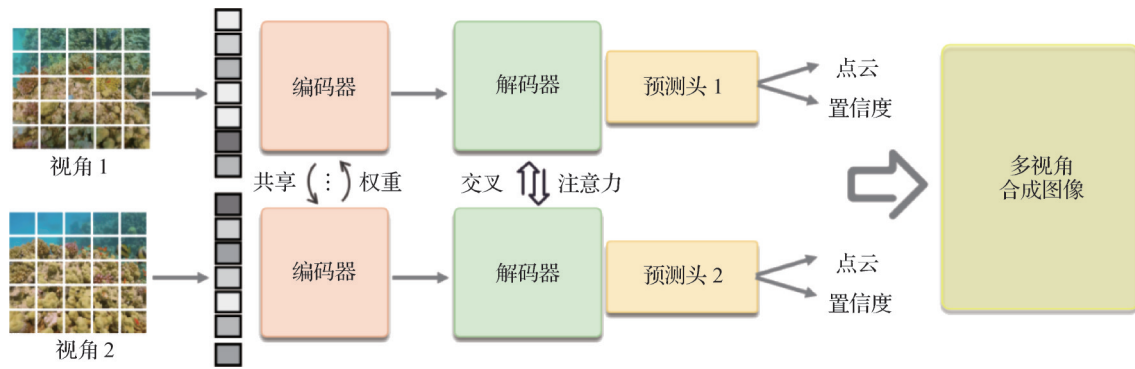 视角 1
编码器
解码器
预测头 1
点云
置信度
共享
权重
交叉
注意力
多视角
合成图像
视角 2
编码器
解码器
预测头 2
点云
置信度